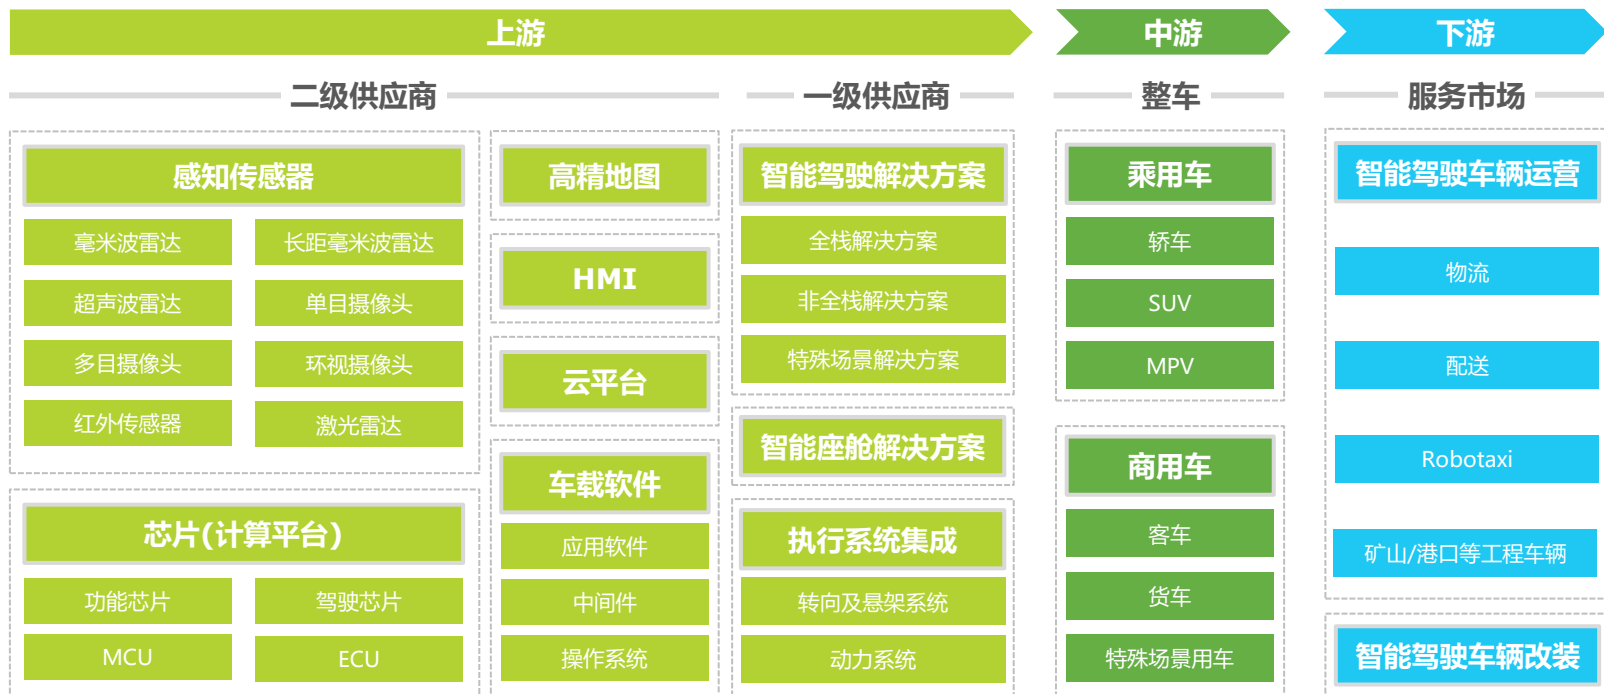 上游
中游
下游
二级供应商
一级供应商
整车
服务市场
感知传感器
毫米波雷达
长距毫米波雷达
超声波雷达
单目摄像头
多目摄像头
环视摄像头
红外传感器
激光雷达
芯片(计算平台)
功能芯片
驾驶芯片
MCU
ECU
高精地图
HMI
云平台
车载软件
应用软件
中间件
操作系统
智能驾驶解决方案
全栈解决方案
非全栈解决方案
特殊场景解决方案
智能座舱解决方案
执行系统集成
转向及悬架系统
动力系统
乘用车
轿车
SUV
MPV
商用车
客车
货车
特殊场景用车
智能驾驶车辆运营
物流
配送
Robotaxi
矿山/港口等工程车辆
智能驾驶车辆改装